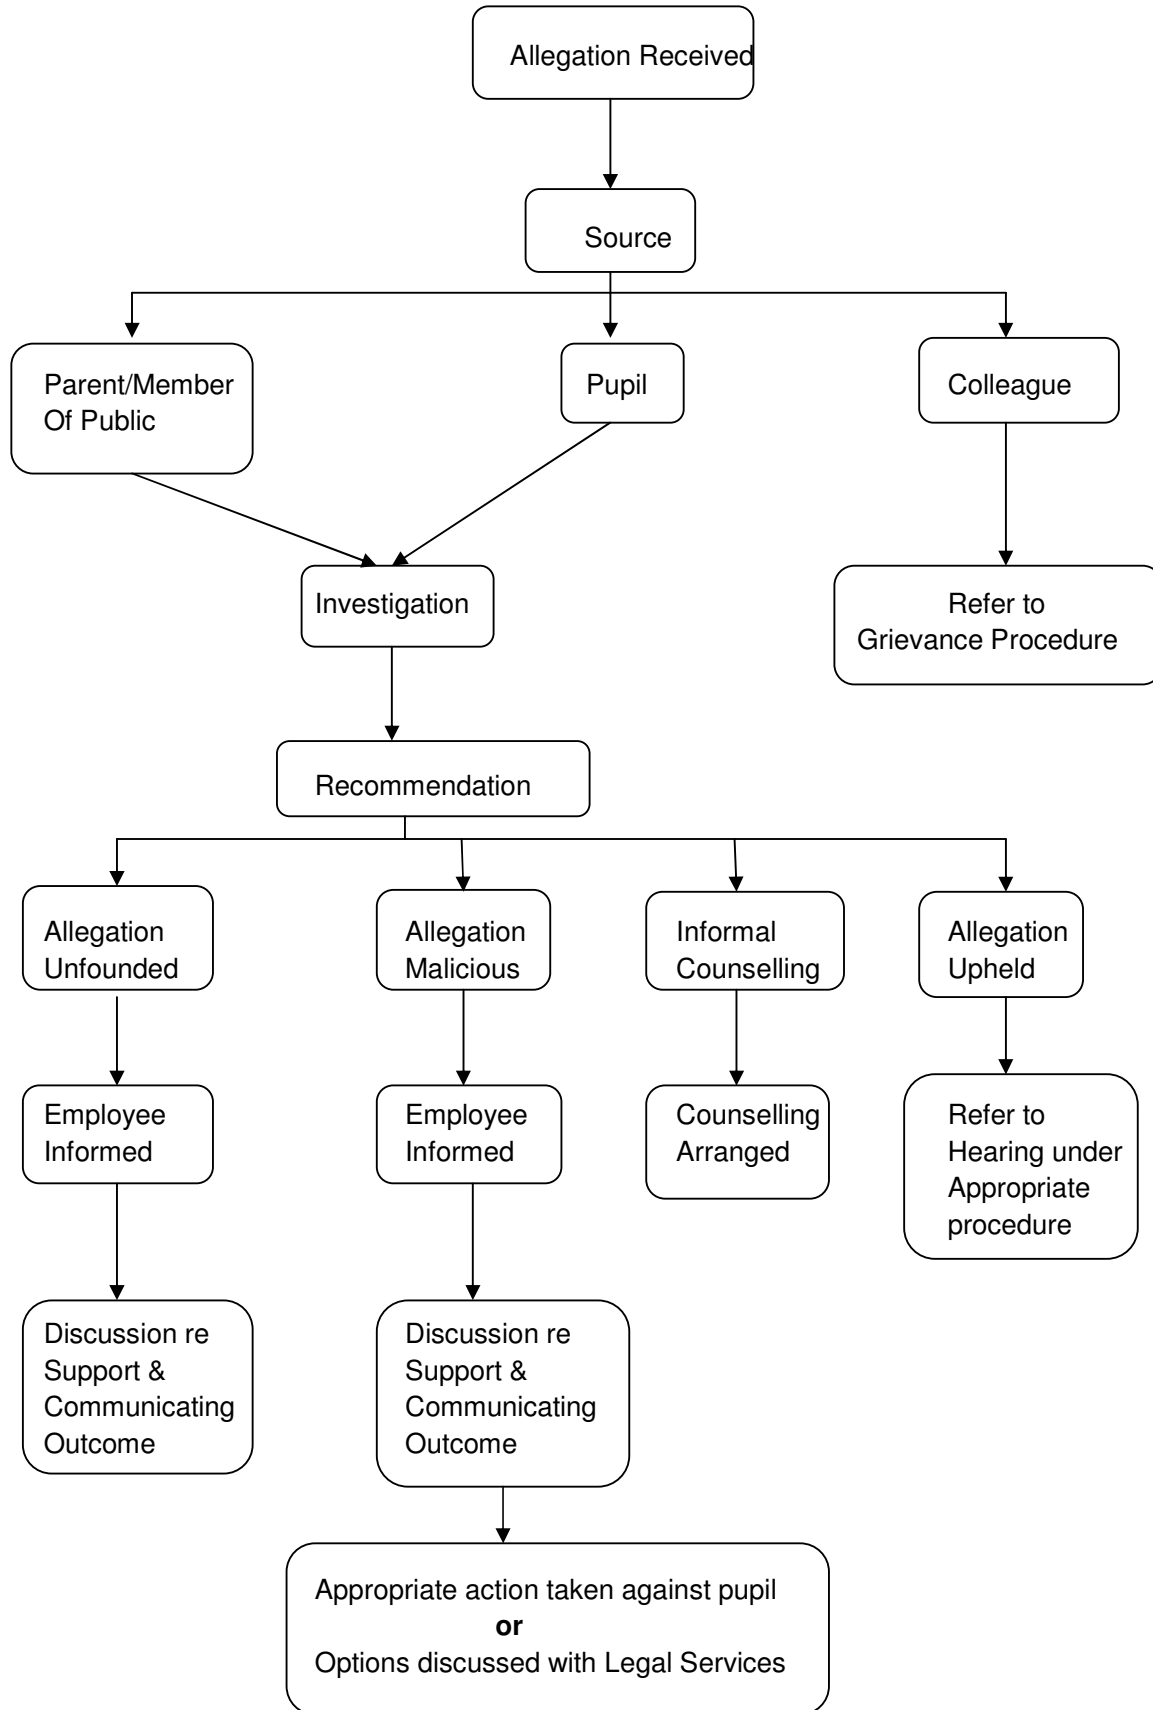 Allegation Received
Source
Parent/Member
Of Public
Pupil
Colleague
Investigation
Refer to
Grievance Procedure
Recommendation
Allegation
Unfounded
Allegation
Malicious
Informal
Counselling
Allegation
Upheld
Employee
Informed
Employee
Informed
Counselling
Arranged
Refer to
Hearing under
Appropriate
procedure
Discussion re
Support &
Communicating
Outcome
Discussion re
Support &
Communicating
Outcome
Appropriate action taken against pupil
or
Options discussed with Legal Services